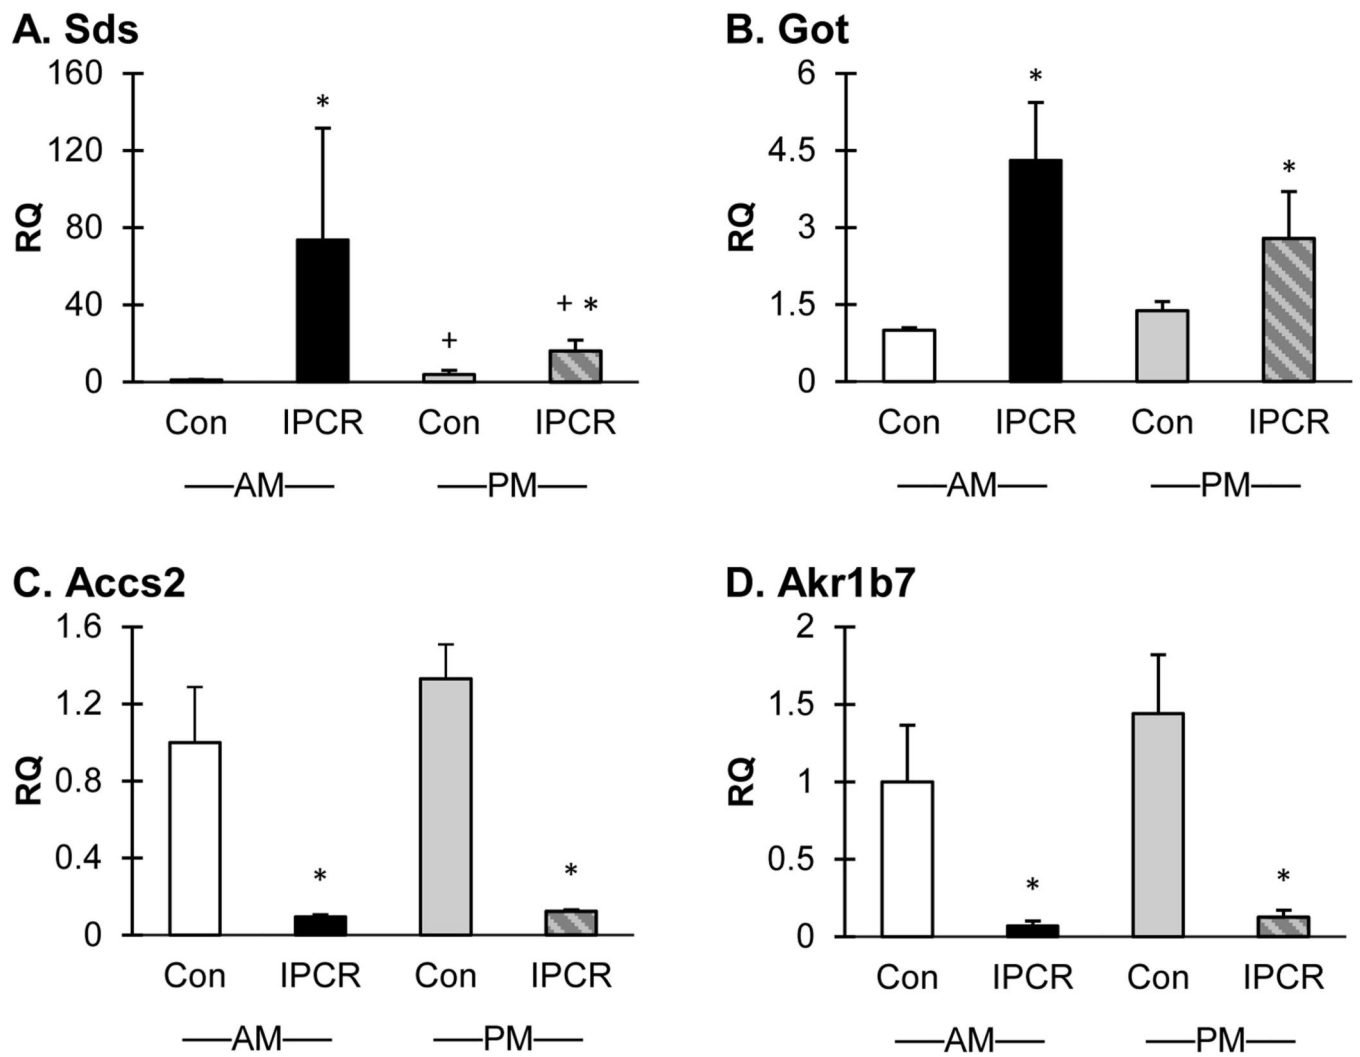 A. Sds
160
120
80
40
0
RQ
*
+
+ *
Con IPCR Con IPCR
AM PM
B. Got
6
4.5
3
1.5
0
RQ
*
*
Con IPCR Con IPCR
AM PM
C. Accs2
1.6
1.2
0.8
0.4
0
RQ
*
*
Con IPCR Con IPCR
AM PM
D. Akr1b7
2
1.5
1
0.5
0
RQ
*
*
Con IPCR Con IPCR
AM PM